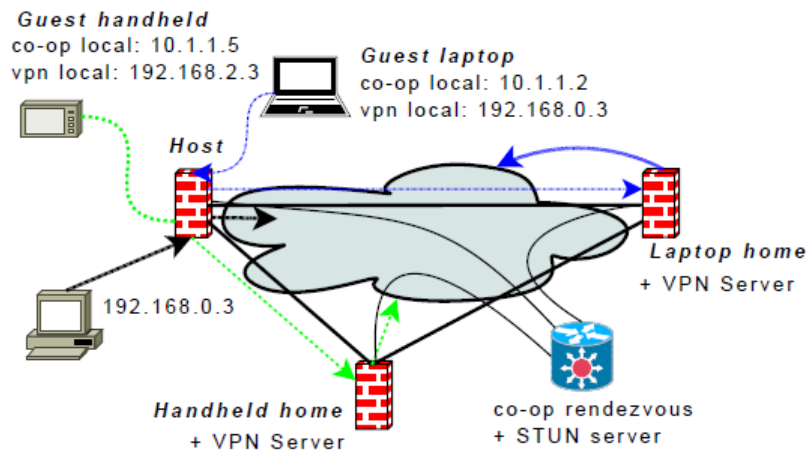 Guest handheld
co-op local: 10.1.1.5
vpn local: 192.168.2.3
Guest laptop
co-op local: 10.1.1.2
vpn local: 192.168.0.3
Host
Laptop home
+ VPN Server
192.168.0.3
Handheld home
+ VPN Server
co-op rendezvous
+ STUN server